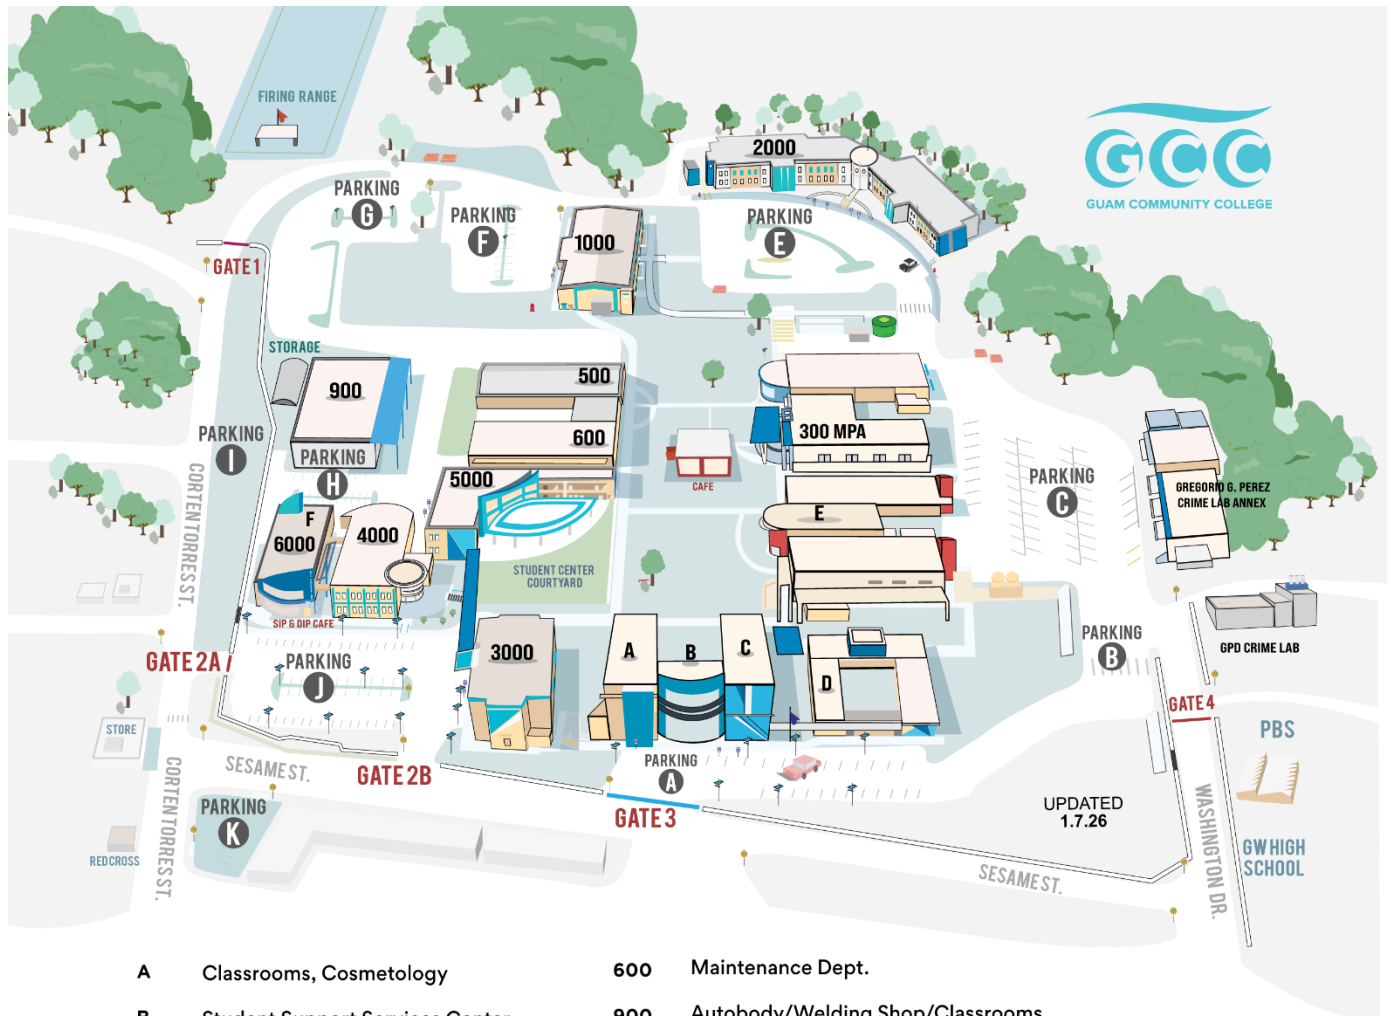 FIRING RANGE
2000
GCC
GUAM COMMUNITY COLLEGE
PARKING
G
PARKING
F
PARKING
E
1000
GATE 1
STORAGE
900
500
600
300 MPA
PARKING
I
PARKING
H
5000
CAFE
PARKING
C
GREGORIO G. PEREZ
CRIME LAB ANNEX
CORTEN TORRES ST.
F
6000
4000
E
STUDENT CENTER
COURTYARD
SIP & DIP CAFE
GATE 2A
PARKING
J
3000
A
B
C
D
PARKING
B
GPD CRIME LAB
GATE 4
PBS
STORE
SESAME ST.
GATE 2B
PARKING
A
GATE 3
CORTEN TORRES ST.
PARKING
K
RED CROSS
UPDATED
1.7.26
WASHINGTON DR.
GW HIGH
SCHOOL
SESAME ST.
A Classrooms, Cosmetology
600 Maintenance Dept.
B Student Support Services Center
900 Autobody/Welding Shop/Classrooms